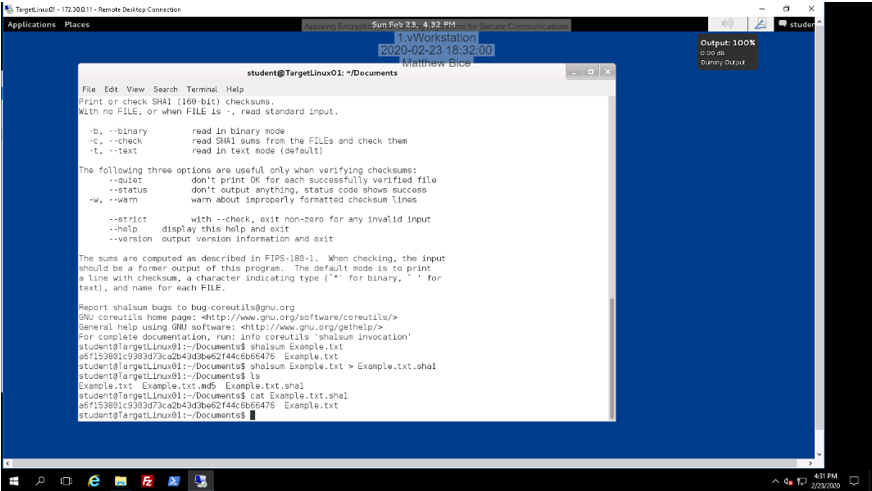 TargetLinux01 - 172.30.0.11 - Remote Desktop Connection
Applications Places Sun Feb 23, 4:32 PM studer
Applying Encryption for Secure Communications
1.vWorkstation
2020-02-23 18:32:00
Matthew Bice
Output: 100%
0.00 dB
Dummy Output
student@TargetLinux01: ~/Documents
File Edit View Search Terminal Help
Print or check SHA1 (160-bit) checksums.
With no FILE, or when FILE is -, read standard input.
-b, --binary read in binary mode
-c, --check read SHA1 sums from the FILEs and check them
-t, --text read in text mode (default)
The following three options are useful only when verifying checksums:
--quiet don't print OK for each successfully verified file
--status don't output anything, status code shows success
-w, --warn warn about improperly formatted checksum lines
--strict with --check, exit non-zero for any invalid input
--help display this help and exit
--version output version information and exit
The sums are computed as described in FIPS-180-1. When checking, the input
should be a former output of this program. The default mode is to print
a line with checksum, a character indicating type (`*' for binary, ` ' for
text), and name for each FILE.
Report sha1sum bugs to bug-coreutils@gnu.org
GNU coreutils home page: <http://www.gnu.org/software/coreutils/>
General help using GNU software: <http://www.gnu.org/gethelp/>
For complete documentation, run: info coreutils 'sha1sum invocation'
student@TargetLinux01:~/Documents$ sha1sum Example.txt
a6f153801c9303d73ca2b43d3be62f44c6b66476 Example.txt
student@TargetLinux01:~/Documents$ sha1sum Example.txt > Example.txt.sha1
student@TargetLinux01:~/Documents$ ls
Example.txt Example.txt.md5 Example.txt.sha1
student@TargetLinux01:~/Documents$ cat Example.txt.sha1
a6f153801c9303d73ca2b43d3be62f44c6b66476 Example.txt
student@TargetLinux01:~/Documents$
4:31 PM
2/23/2020